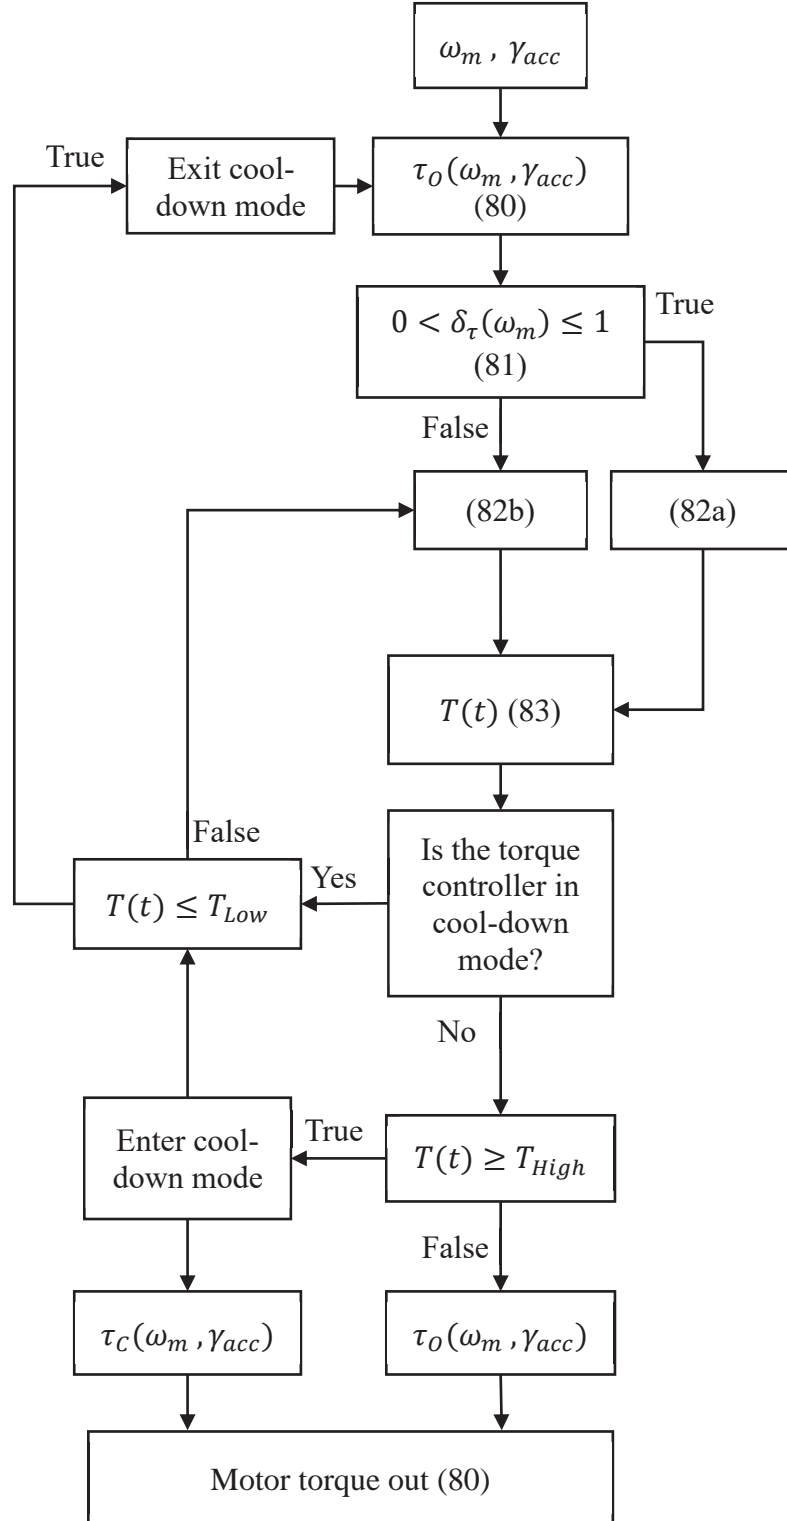 ω_m , γ_acc
True
Exit cool-
down mode
τ_O(ω_m , γ_acc)
(80)
0 < δ_τ(ω_m) ≤ 1
(81)
True
False
(82b)
(82a)
T(t) (83)
False
T(t) ≤ T_Low
Yes
Is the torque
controller in
cool-down
mode?
No
Enter cool-
down mode
True
T(t) ≥ T_High
False
τ_C(ω_m , γ_acc)
τ_O(ω_m , γ_acc)
Motor torque out (80)